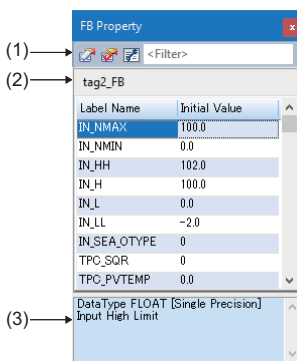 FB Property
x
(1)
<Filter>
(2)
tag2_FB
Label Name Initial Value
IN_NMAX 100.0
IN_NMIN 0.0
IN_HH 102.0
IN_H 100.0
IN_L 0.0
IN_LL -2.0
IN_SEA_OTYPE 0
TPC_SQR 0
TPC_PVTEMP 0.0
(3)
DataType FLOAT [Single Precision]
Input High Limit